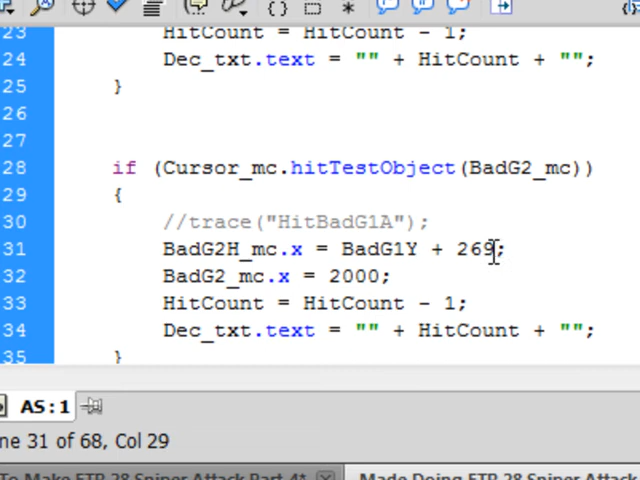 23 HitCount = HitCount - 1;
24 Dec_txt.text = "" + HitCount + "";
25 }
26
27
28 if (Cursor_mc.hitTestObject(BadG2_mc))
29 {
30 //trace("HitBadG1A");
31 BadG2H_mc.x = BadG1Y + 269;
32 BadG2_mc.x = 2000;
33 HitCount = HitCount - 1;
34 Dec_txt.text = "" + HitCount + "";
35 }
AS:1
ne 31 of 68, Col 29
To Make FTP 28 Sniper Attack Part 4*
Made Doing FTP 28 Sniper Attack